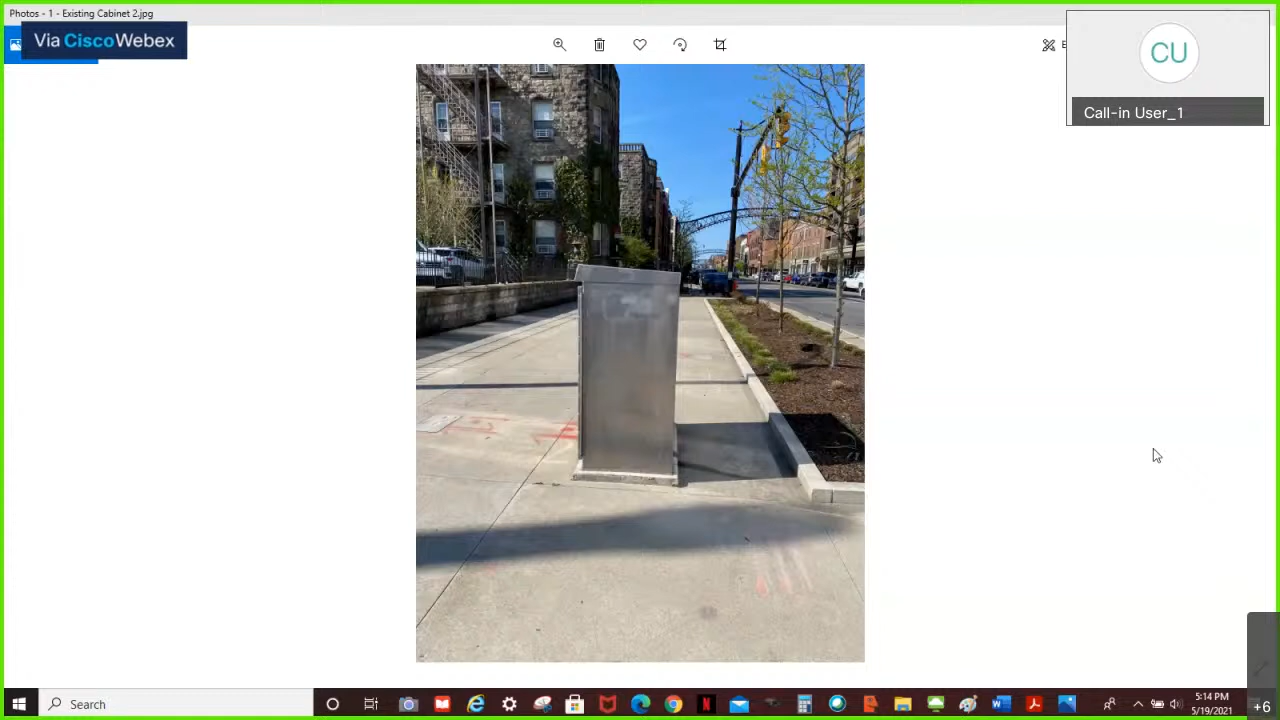 Photos - 1 - Existing Cabinet 2.jpg
Via Cisco Webex
E
CU
Call-in User_1
Search
5:14 PM
5/19/2021
+6